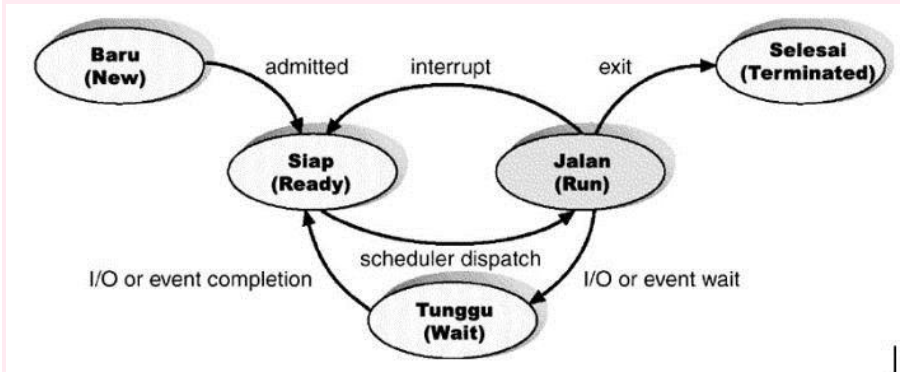 Baru
(New)
admitted
interrupt
exit
Selesai
(Terminated)
Siap
(Ready)
Jalan
(Run)
scheduler dispatch
I/O or event completion
I/O or event wait
Tunggu
(Wait)